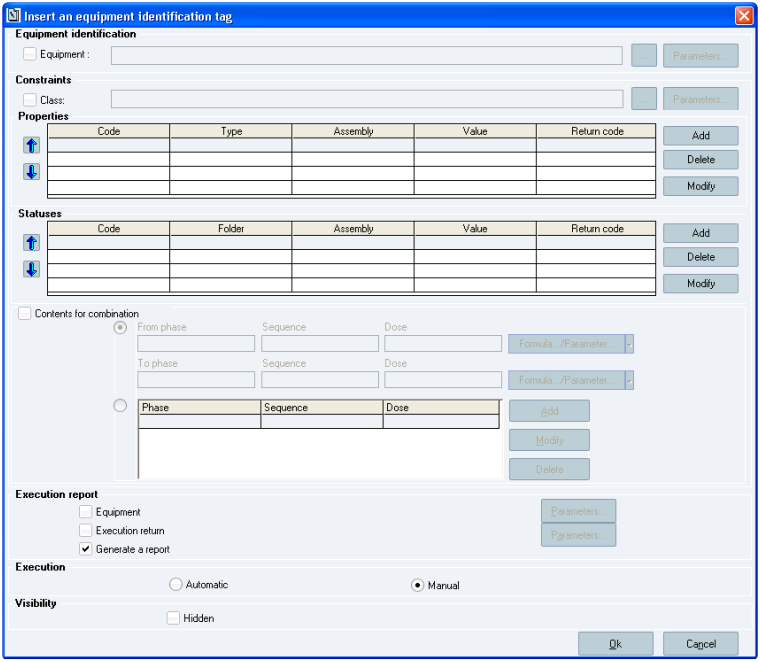 Insert an equipment identification tag
Equipment identification
Equipment : ... Parameters...
Constraints
Class: ... Parameters...
Properties
Code Type Assembly Value Return code
Add
Delete
Modify
Statuses
Code Folder Assembly Value Return code
Add
Delete
Modify
Contents for combination
From phase Sequence Dose
Formula.../Parameter...
To phase Sequence Dose
Formula.../Parameter...
Phase Sequence Dose
Add
Modify
Delete
Execution report
Equipment Parameters...
Execution return Parameters...
Generate a report
Execution
Automatic Manual
Visibility
Hidden
Ok Cancel